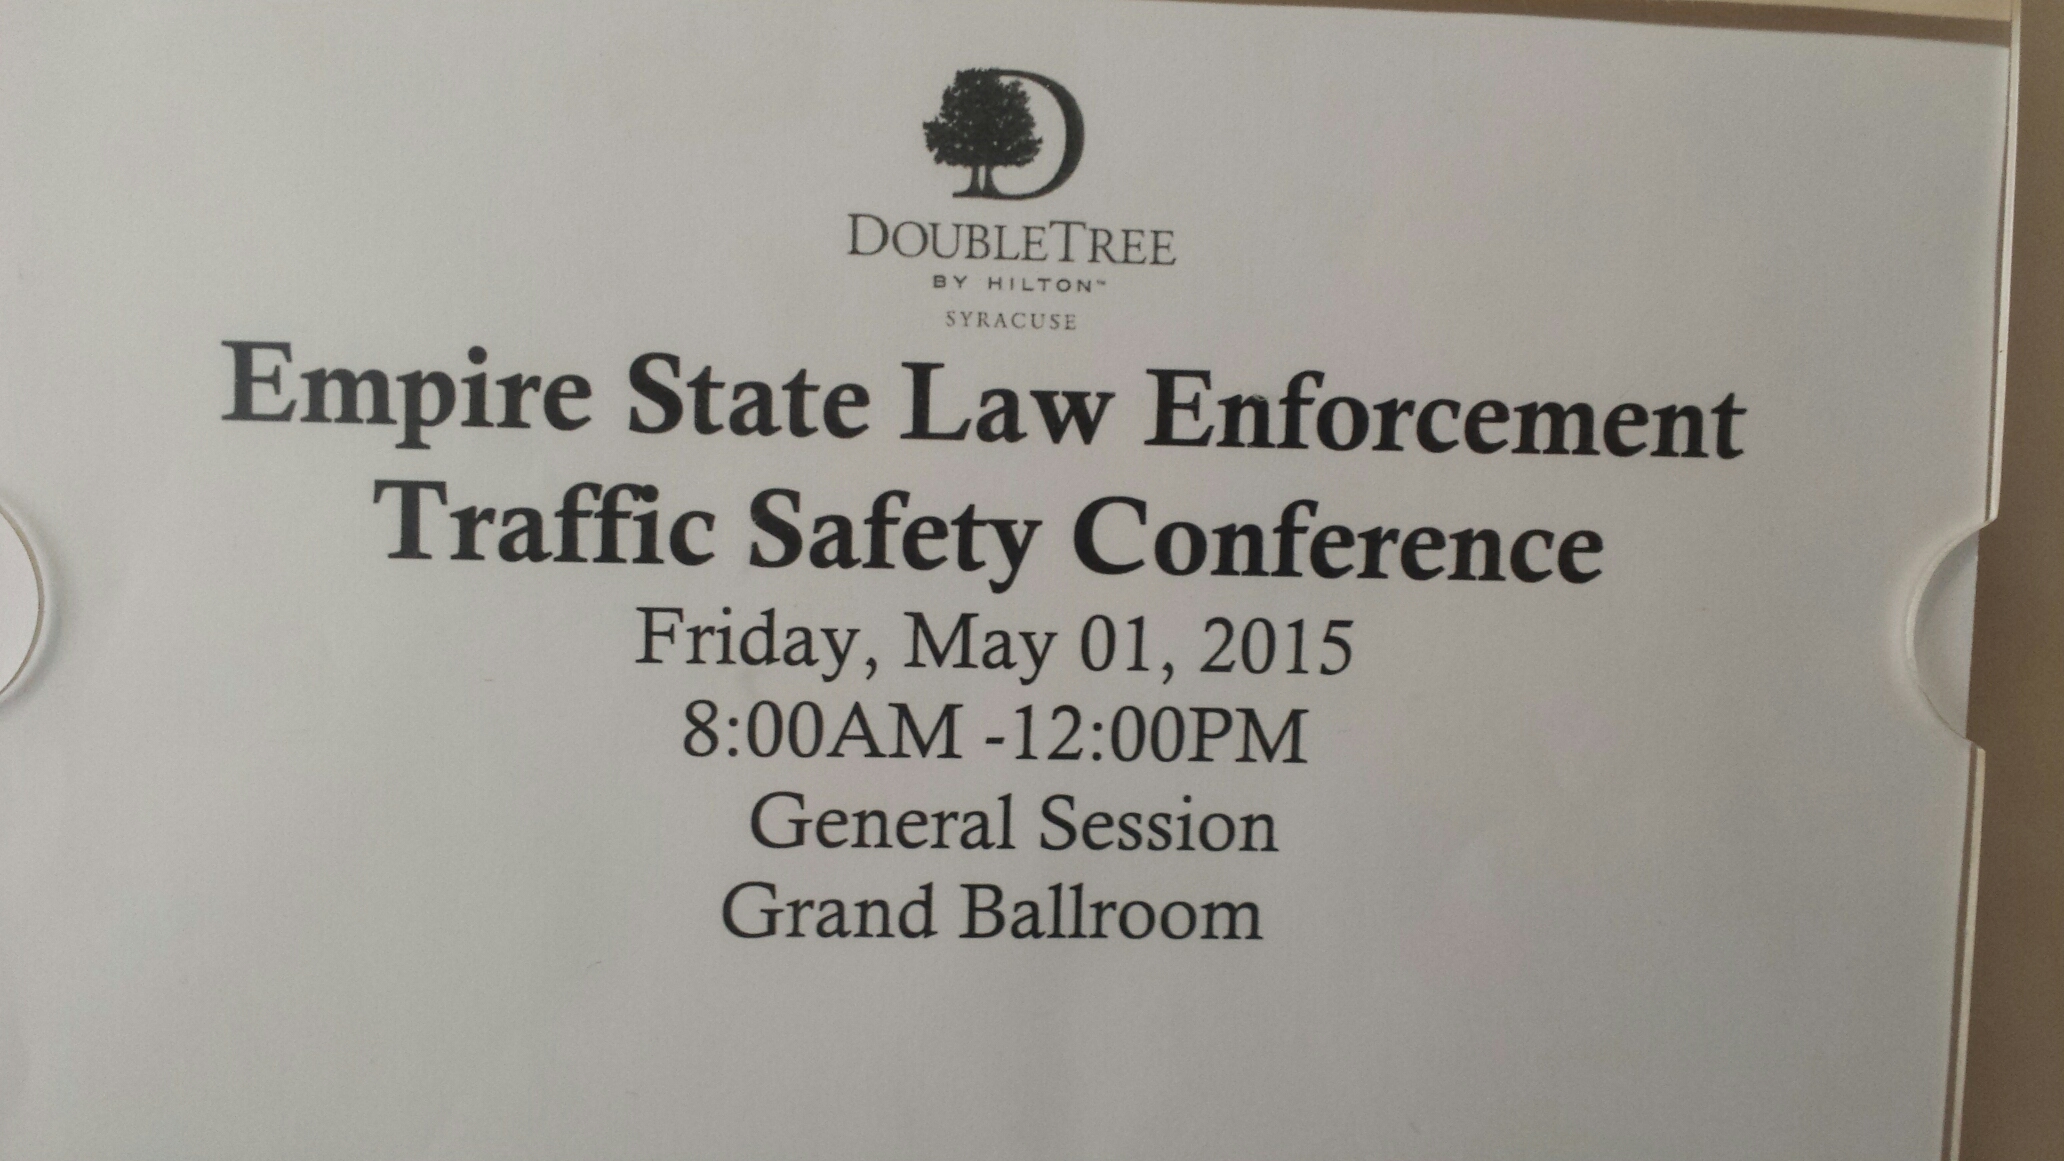 DOUBLETREE
BY HILTON™
SYRACUSE
Empire State Law Enforcement
Traffic Safety Conference
Friday, May 01, 2015
8:00AM -12:00PM
General Session
Grand Ballroom